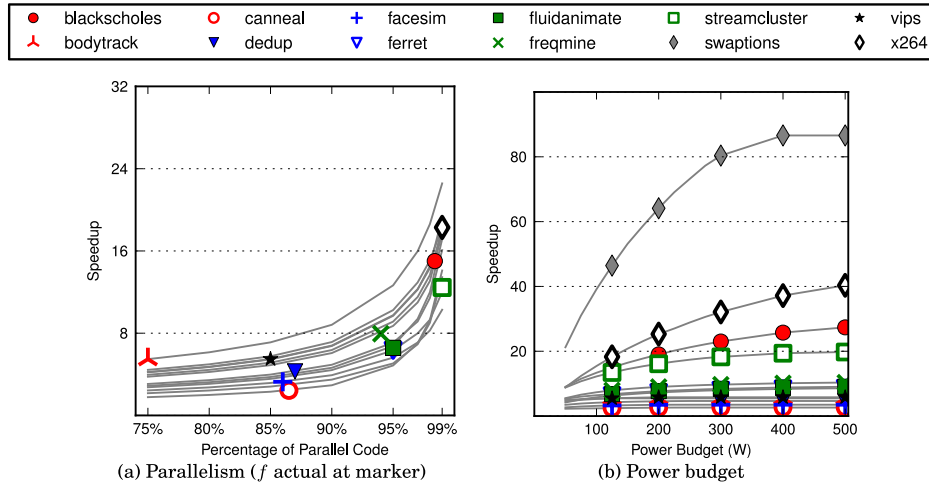 blackscholes canneal facesim fluidanimate streamcluster vips
bodytrack dedup ferret freqmine swaptions x264
32
24
16
8
Speedup
75% 80% 85% 90% 95% 99%
Percentage of Parallel Code
(a) Parallelism (f actual at marker)
80
60
40
20
Speedup
100 200 300 400 500
Power Budget (W)
(b) Power budget